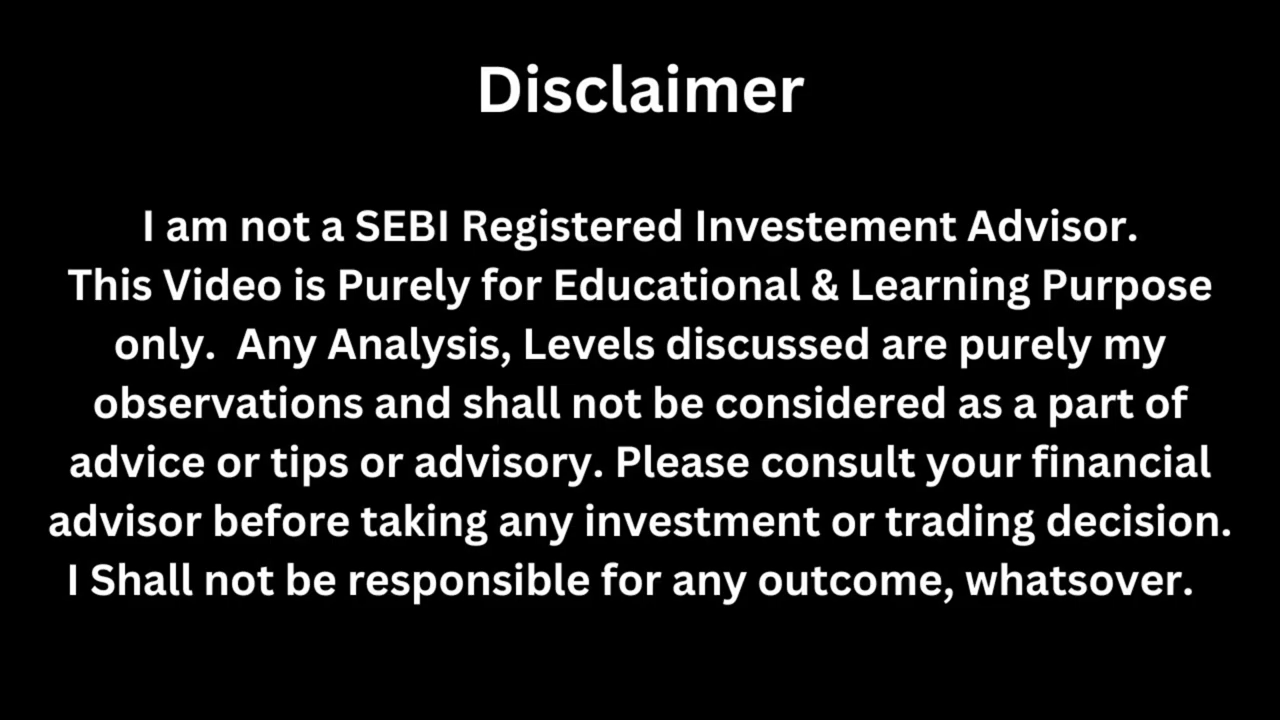 Disclaimer
I am not a SEBI Registered Investement Advisor.
This Video is Purely for Educational & Learning Purpose
only.  Any Analysis, Levels discussed are purely my
observations and shall not be considered as a part of
advice or tips or advisory. Please consult your financial
advisor before taking any investment or trading decision.
I Shall not be responsible for any outcome, whatsover.